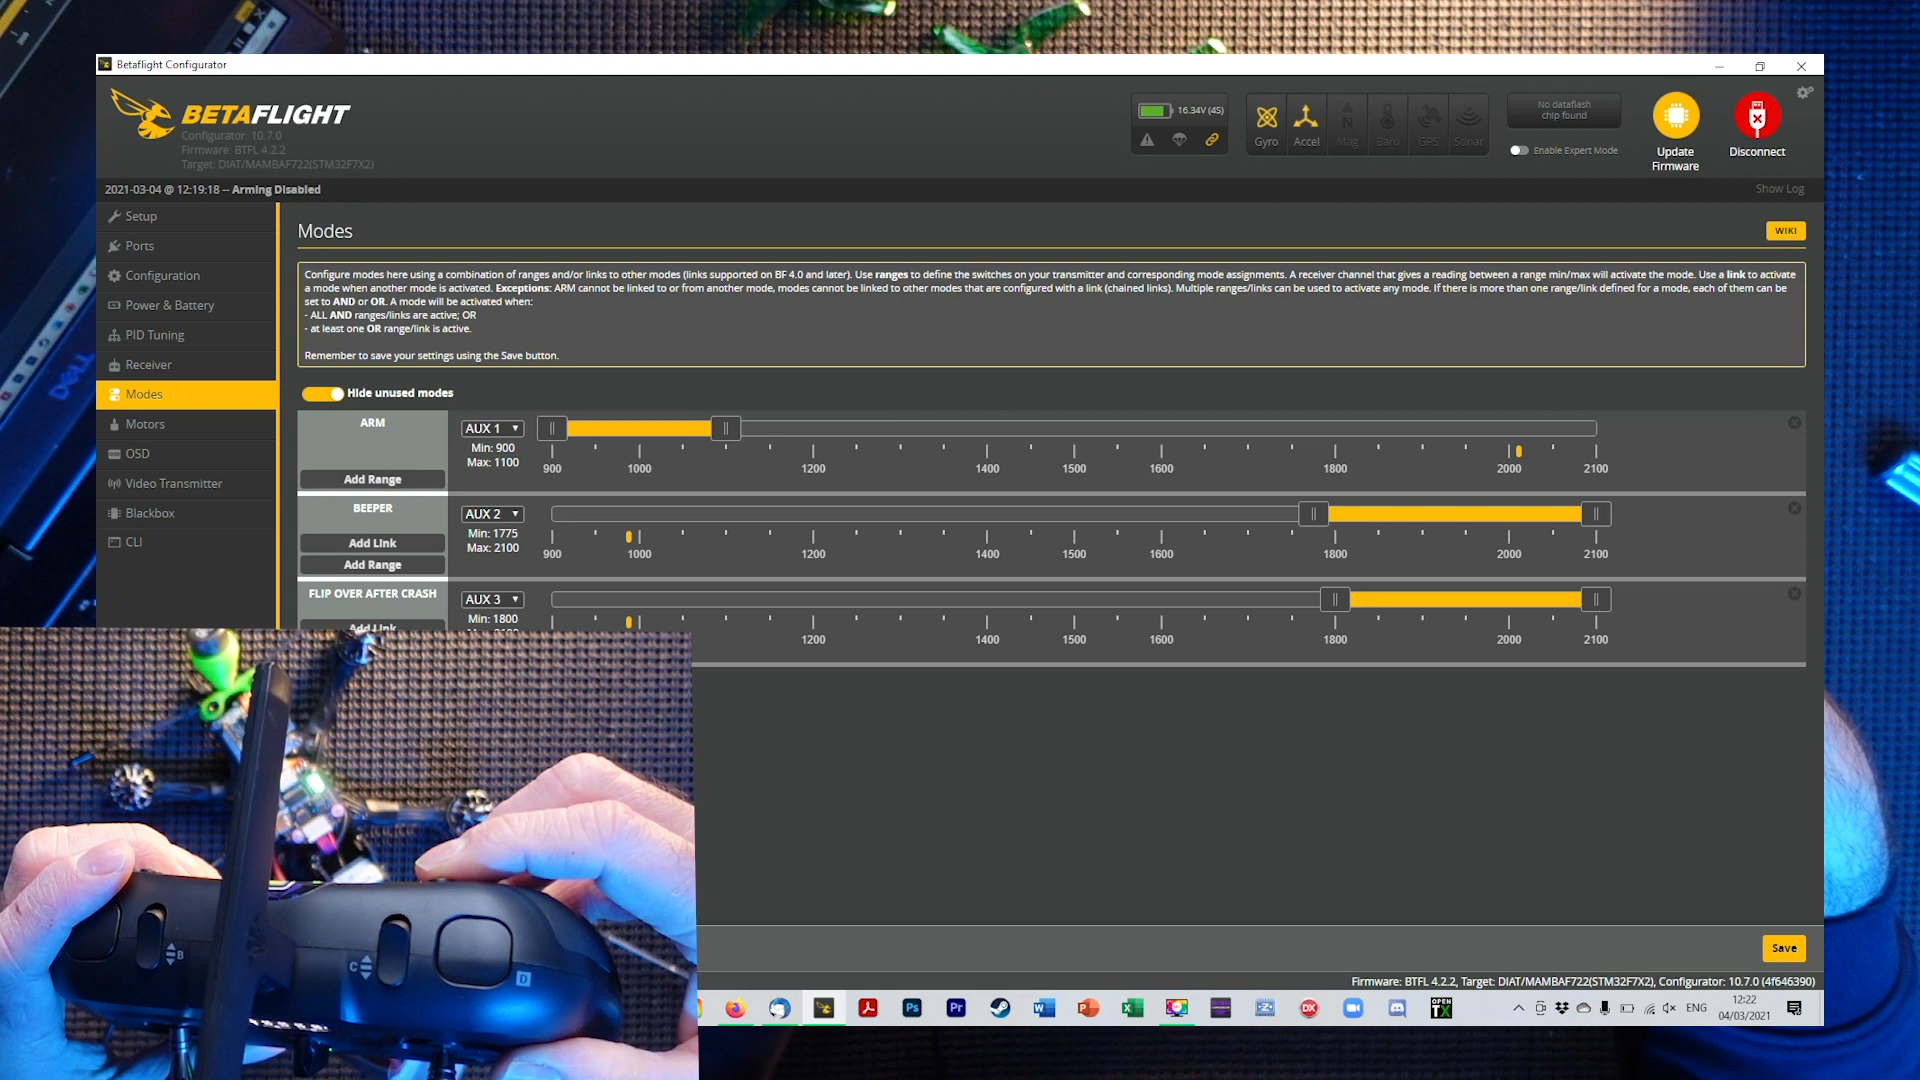 Betaflight Configurator
BETAFLIGHT
Configurator: 10.7.0
Firmware: BTFL 4.2.2
Target: DIAT/MAMBAF722(STM32F7X2)
16.34V (4S)
Gyro
Accel
Mag
Baro
GPS
Sonar
No dataflash
chip found
Enable Expert Mode
Update
Firmware
Disconnect
2021-03-04 @ 12:19:18 -- Arming Disabled
Show Log
Setup
Ports
Configuration
Power & Battery
PID Tuning
Receiver
Modes
Motors
OSD
Video Transmitter
Blackbox
CLI
Modes
WIKI
Configure modes here using a combination of ranges and/or links to other modes (links supported on BF 4.0 and later). Use ranges to define the switches on your transmitter and corresponding mode assignments. A receiver channel that gives a reading between a range min/max will activate the mode. Use a link to activate
a mode when another mode is activated. Exceptions: ARM cannot be linked to or from another mode, modes cannot be linked to other modes that are configured with a link (chained links). Multiple ranges/links can be used to activate any mode. If there is more than one range/link defined for a mode, each of them can be
set to AND or OR. A mode will be activated when:
- ALL AND ranges/links are active; OR
- at least one OR range/link is active.
Remember to save your settings using the Save button.
Hide unused modes
ARM
Add Range
AUX 1
Min: 900
Max: 1100
900 1000 1200 1400 1500 1600 1800 2000 2100
BEEPER
Add Link
Add Range
AUX 2
Min: 1775
Max: 2100
900 1000 1200 1400 1500 1600 1800 2000 2100
FLIP OVER AFTER CRASH
Add Link
AUX 3
Min: 1800
1200 1400 1500 1600 1800 2000 2100
Save
Firmware: BTFL 4.2.2, Target: DIAT/MAMBAF722(STM32F7X2), Configurator: 10.7.0 (4f646390)
Ps
Pr
DX
OPEN
TX
ENG
12:22
04/03/2021
DELL
B
C
D